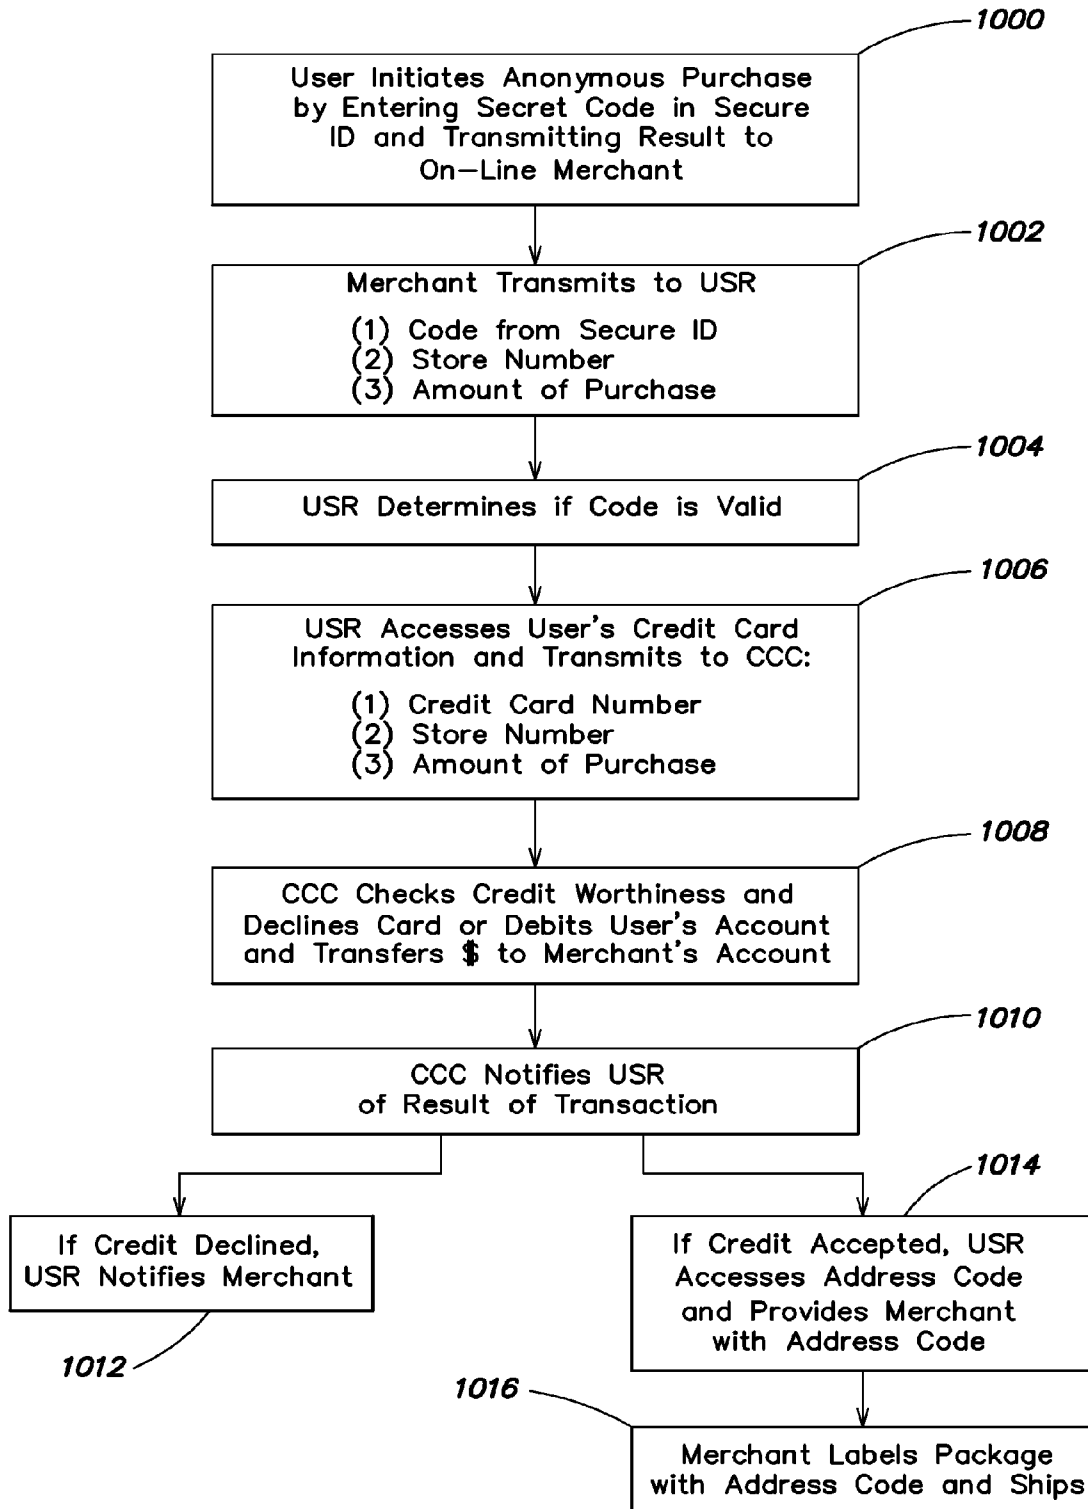 1000
User Initiates Anonymous Purchase
by Entering Secret Code in Secure
ID and Transmitting Result to
On-Line Merchant
1002
Merchant Transmits to USR
(1) Code from Secure ID
(2) Store Number
(3) Amount of Purchase
1004
USR Determines if Code is Valid
1006
USR Accesses User's Credit Card
Information and Transmits to CCC:
(1) Credit Card Number
(2) Store Number
(3) Amount of Purchase
1008
CCC Checks Credit Worthiness and
Declines Card or Debits User's Account
and Transfers $ to Merchant's Account
1010
CCC Notifies USR
of Result of Transaction
If Credit Declined,
USR Notifies Merchant
1012
1014
If Credit Accepted, USR
Accesses Address Code
and Provides Merchant
with Address Code
1016
Merchant Labels Package
with Address Code and Ships